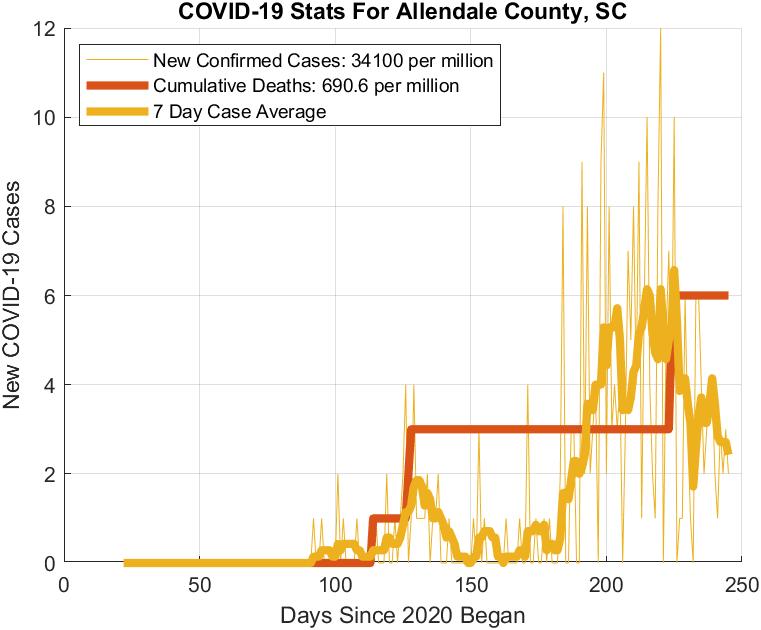 COVID-19 Stats For Allendale County, SC
New Confirmed Cases: 34100 per million
Cumulative Deaths: 690.6 per million
7 Day Case Average
New COVID-19 Cases
12
10
8
6
4
2
0
0 50 100 150 200 250
Days Since 2020 Began